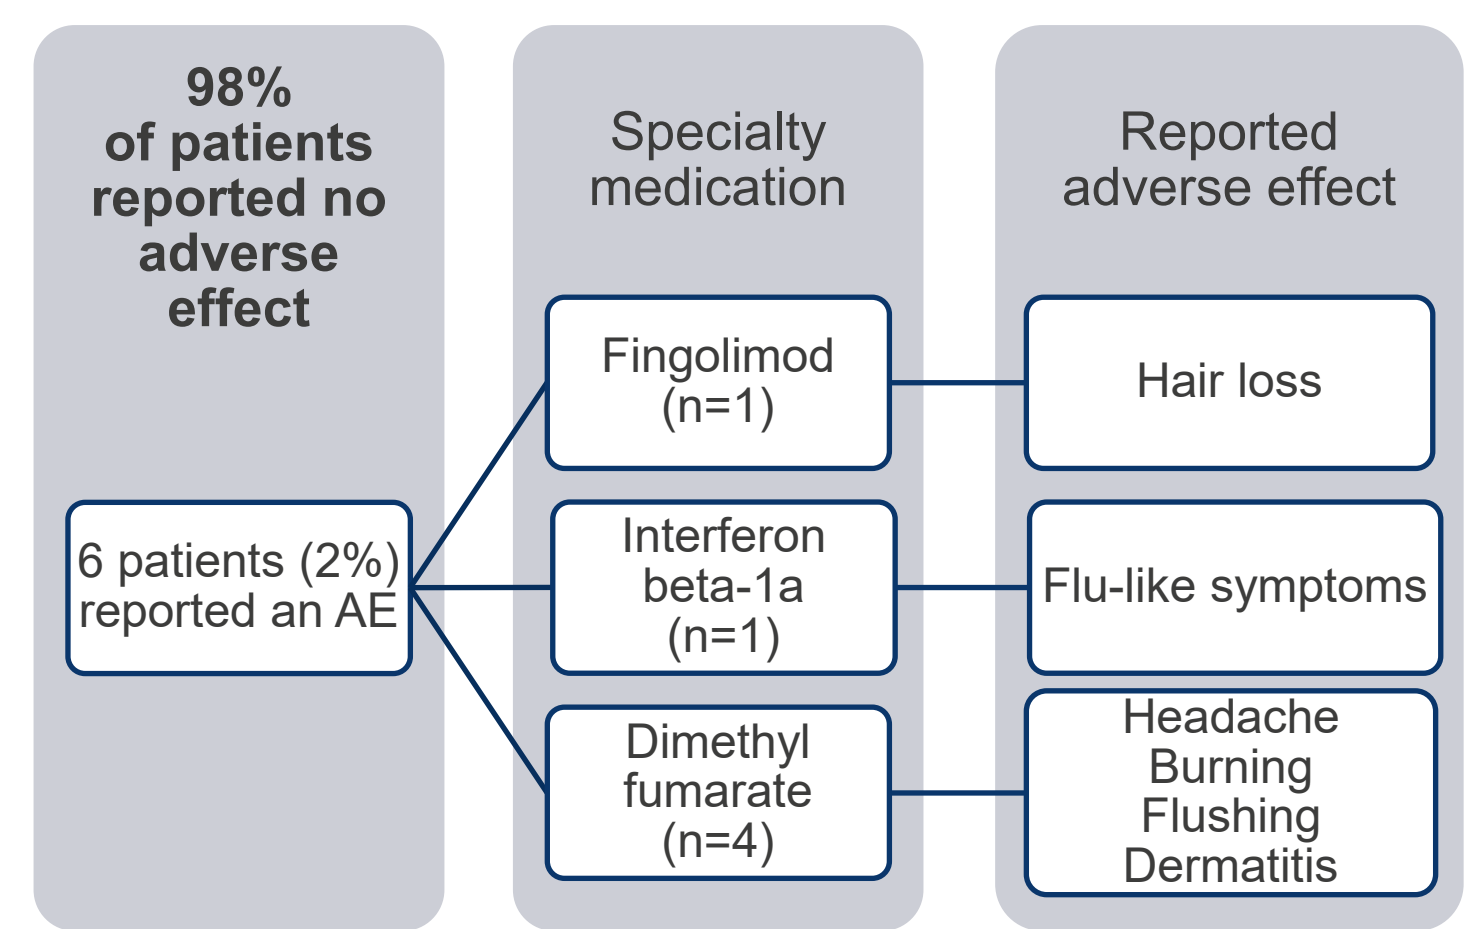 98%
of patients
reported no
adverse
effect
6 patients (2%)
reported an AE
Specialty
medication
Fingolimod
(n=1)
Interferon
beta-1a
(n=1)
Dimethyl
fumarate
(n=4)
Reported
adverse effect
Hair loss
Flu-like symptoms
Headache
Burning
Flushing
Dermatitis